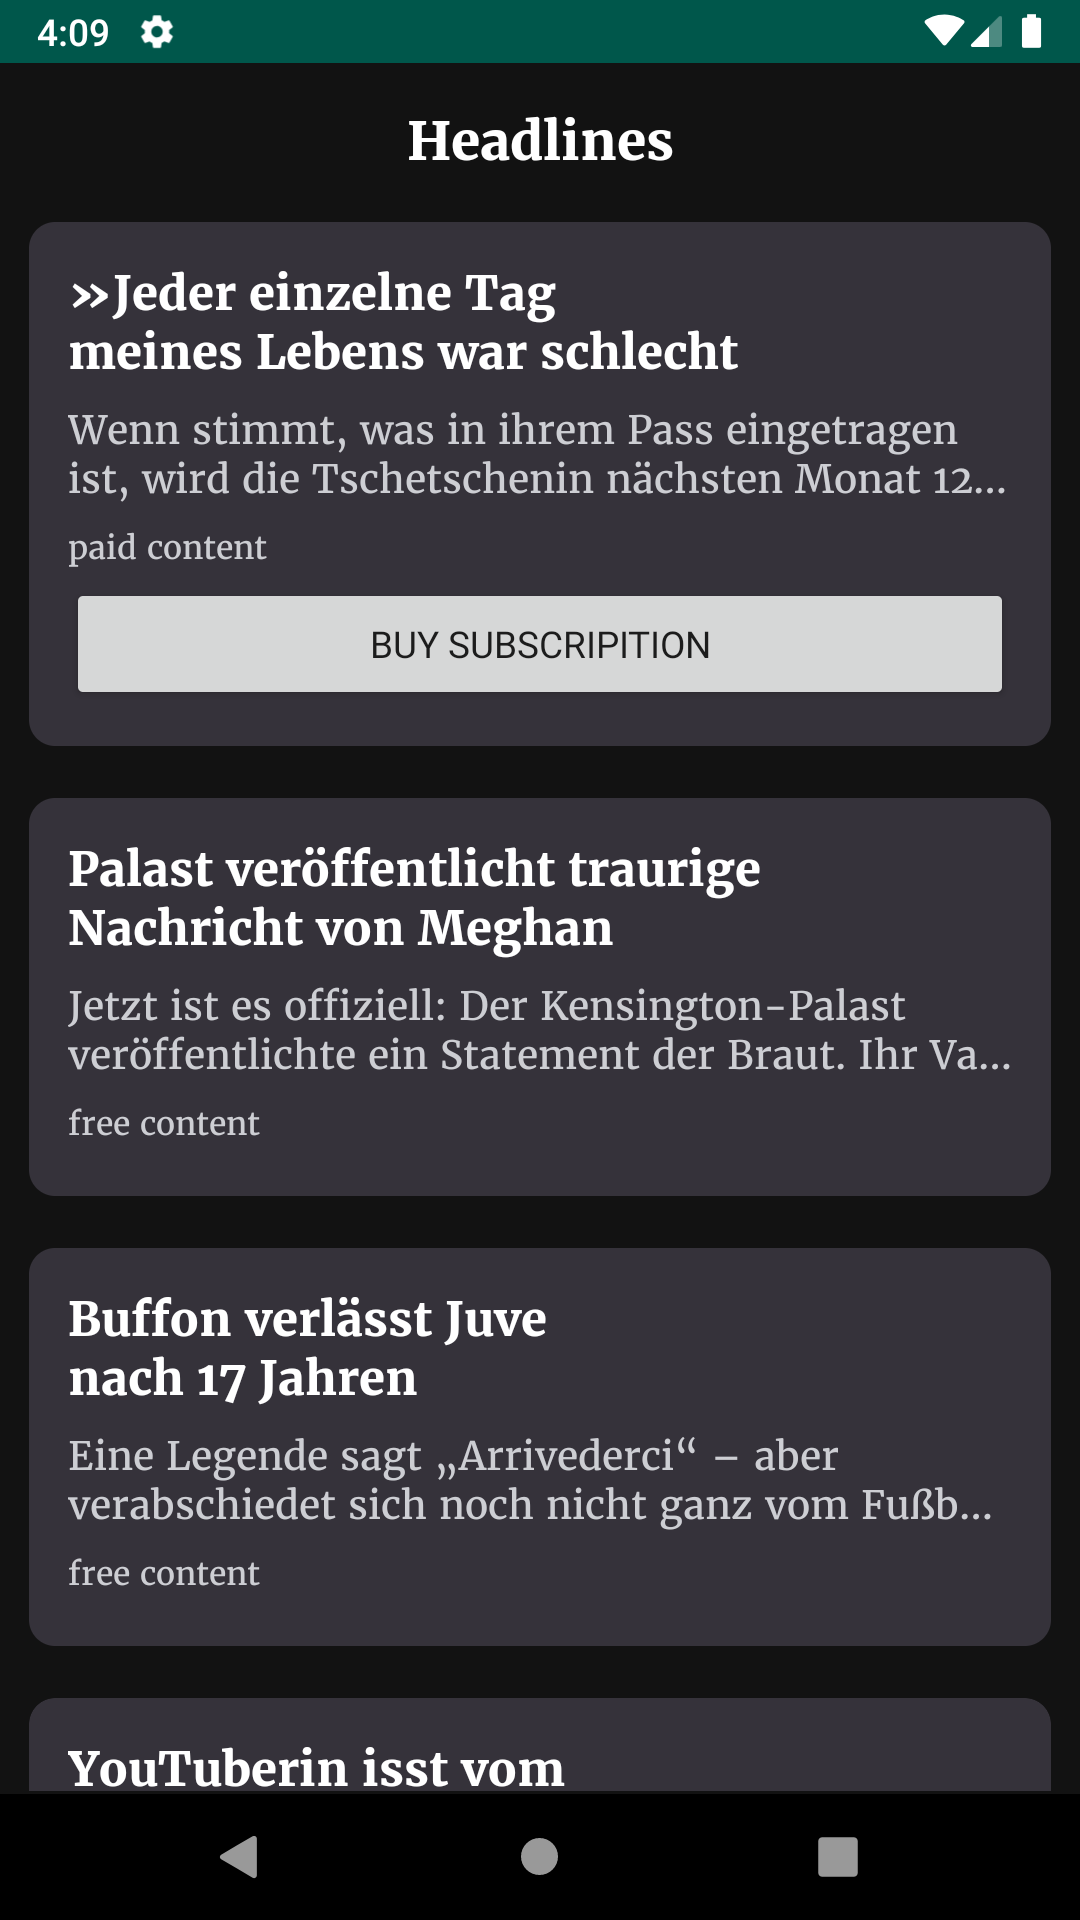 4:09
Headlines
»Jeder einzelne Tag
meines Lebens war schlecht
Wenn stimmt, was in ihrem Pass eingetragen
ist, wird die Tschetschenin nächsten Monat 12...
paid content
BUY SUBSCRIPITION
Palast veröffentlicht traurige
Nachricht von Meghan
Jetzt ist es offiziell: Der Kensington-Palast
veröffentlichte ein Statement der Braut. Ihr Va...
free content
Buffon verlässt Juve
nach 17 Jahren
Eine Legende sagt „Arrivederci“ – aber
verabschiedet sich noch nicht ganz vom Fußb...
free content
YouTuberin isst vom